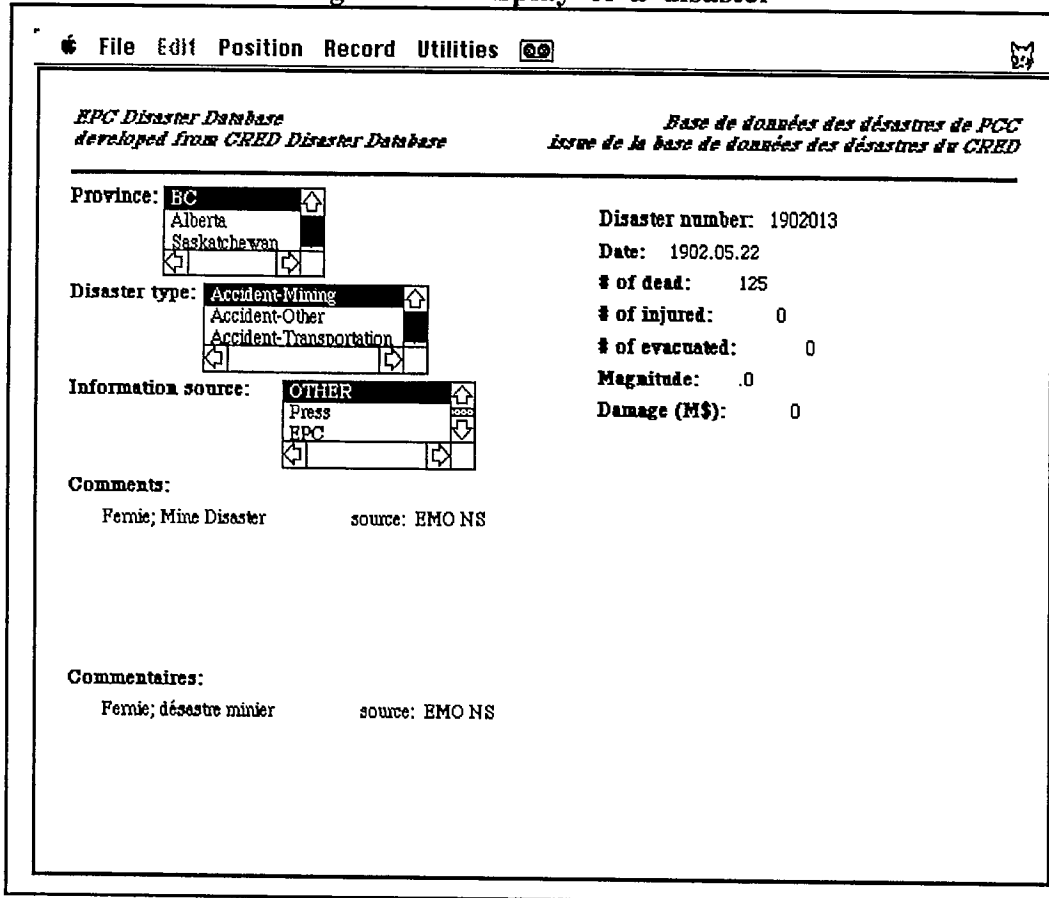 of a disaster
File Edit Position Record Utilities
EPC Disaster Database
developed from CRED Disaster Database
Base de données des désastres de PCC
issue de la base de données des désastres du CRED
Province: BC
Alberta
Saskatchewan
Disaster type: Accident-Mining
Accident-Other
Accident-Transportation
Information source: OTHER
Press
EPC
Disaster number: 1902013
Date: 1902.05.22
# of dead: 125
# of injured: 0
# of evacuated: 0
Magnitude: .0
Damage (M$): 0
Comments:
Fernie; Mine Disaster source: EMO NS
Commentaires:
Fernie; désastre minier source: EMO NS